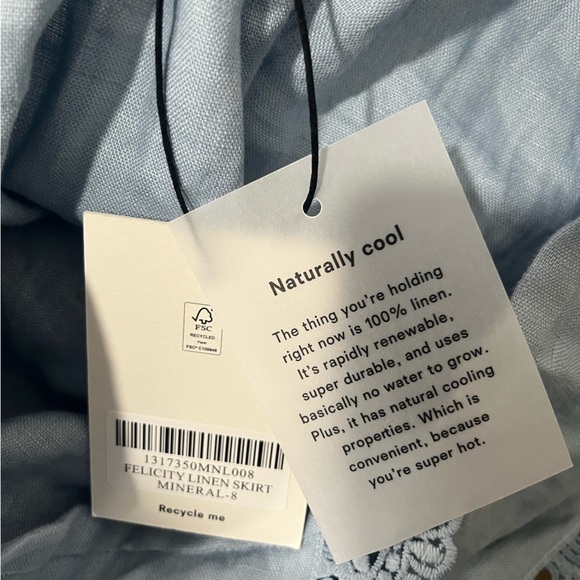 Naturally cool
The thing you're holding
right now is 100% linen.
It's rapidly renewable,
super durable, and uses
basically no water to grow.
Plus, it has natural cooling
properties. Which is
convenient, because
you're super hot.
FSC
RECYCLED
Paper
1317350MNL008
FELICITY LINEN SKIRT
MINERAL-8
Recycle me